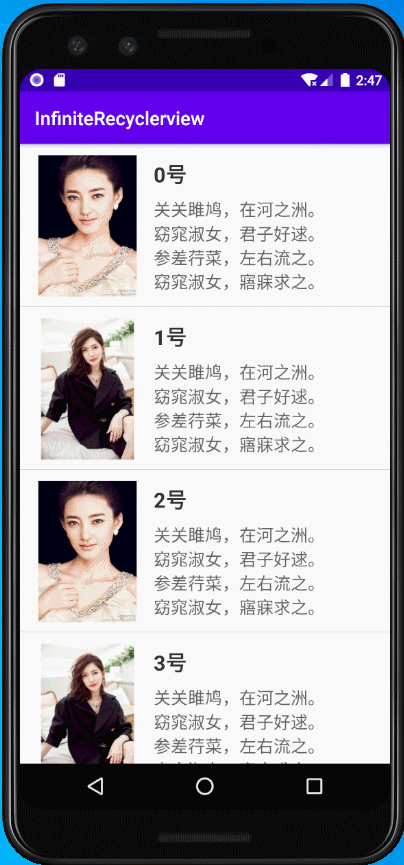 2:47
InfiniteRecyclerview
0号
关关雎鸠，在河之洲。
窈窕淑女，君子好逑。
参差荇菜，左右流之。
窈窕淑女，寤寐求之。
1号
关关雎鸠，在河之洲。
窈窕淑女，君子好逑。
参差荇菜，左右流之。
窈窕淑女，寤寐求之。
2号
关关雎鸠，在河之洲。
窈窕淑女，君子好逑。
参差荇菜，左右流之。
窈窕淑女，寤寐求之。
3号
关关雎鸠，在河之洲。
窈窕淑女，君子好逑。
参差荇菜，左右流之。